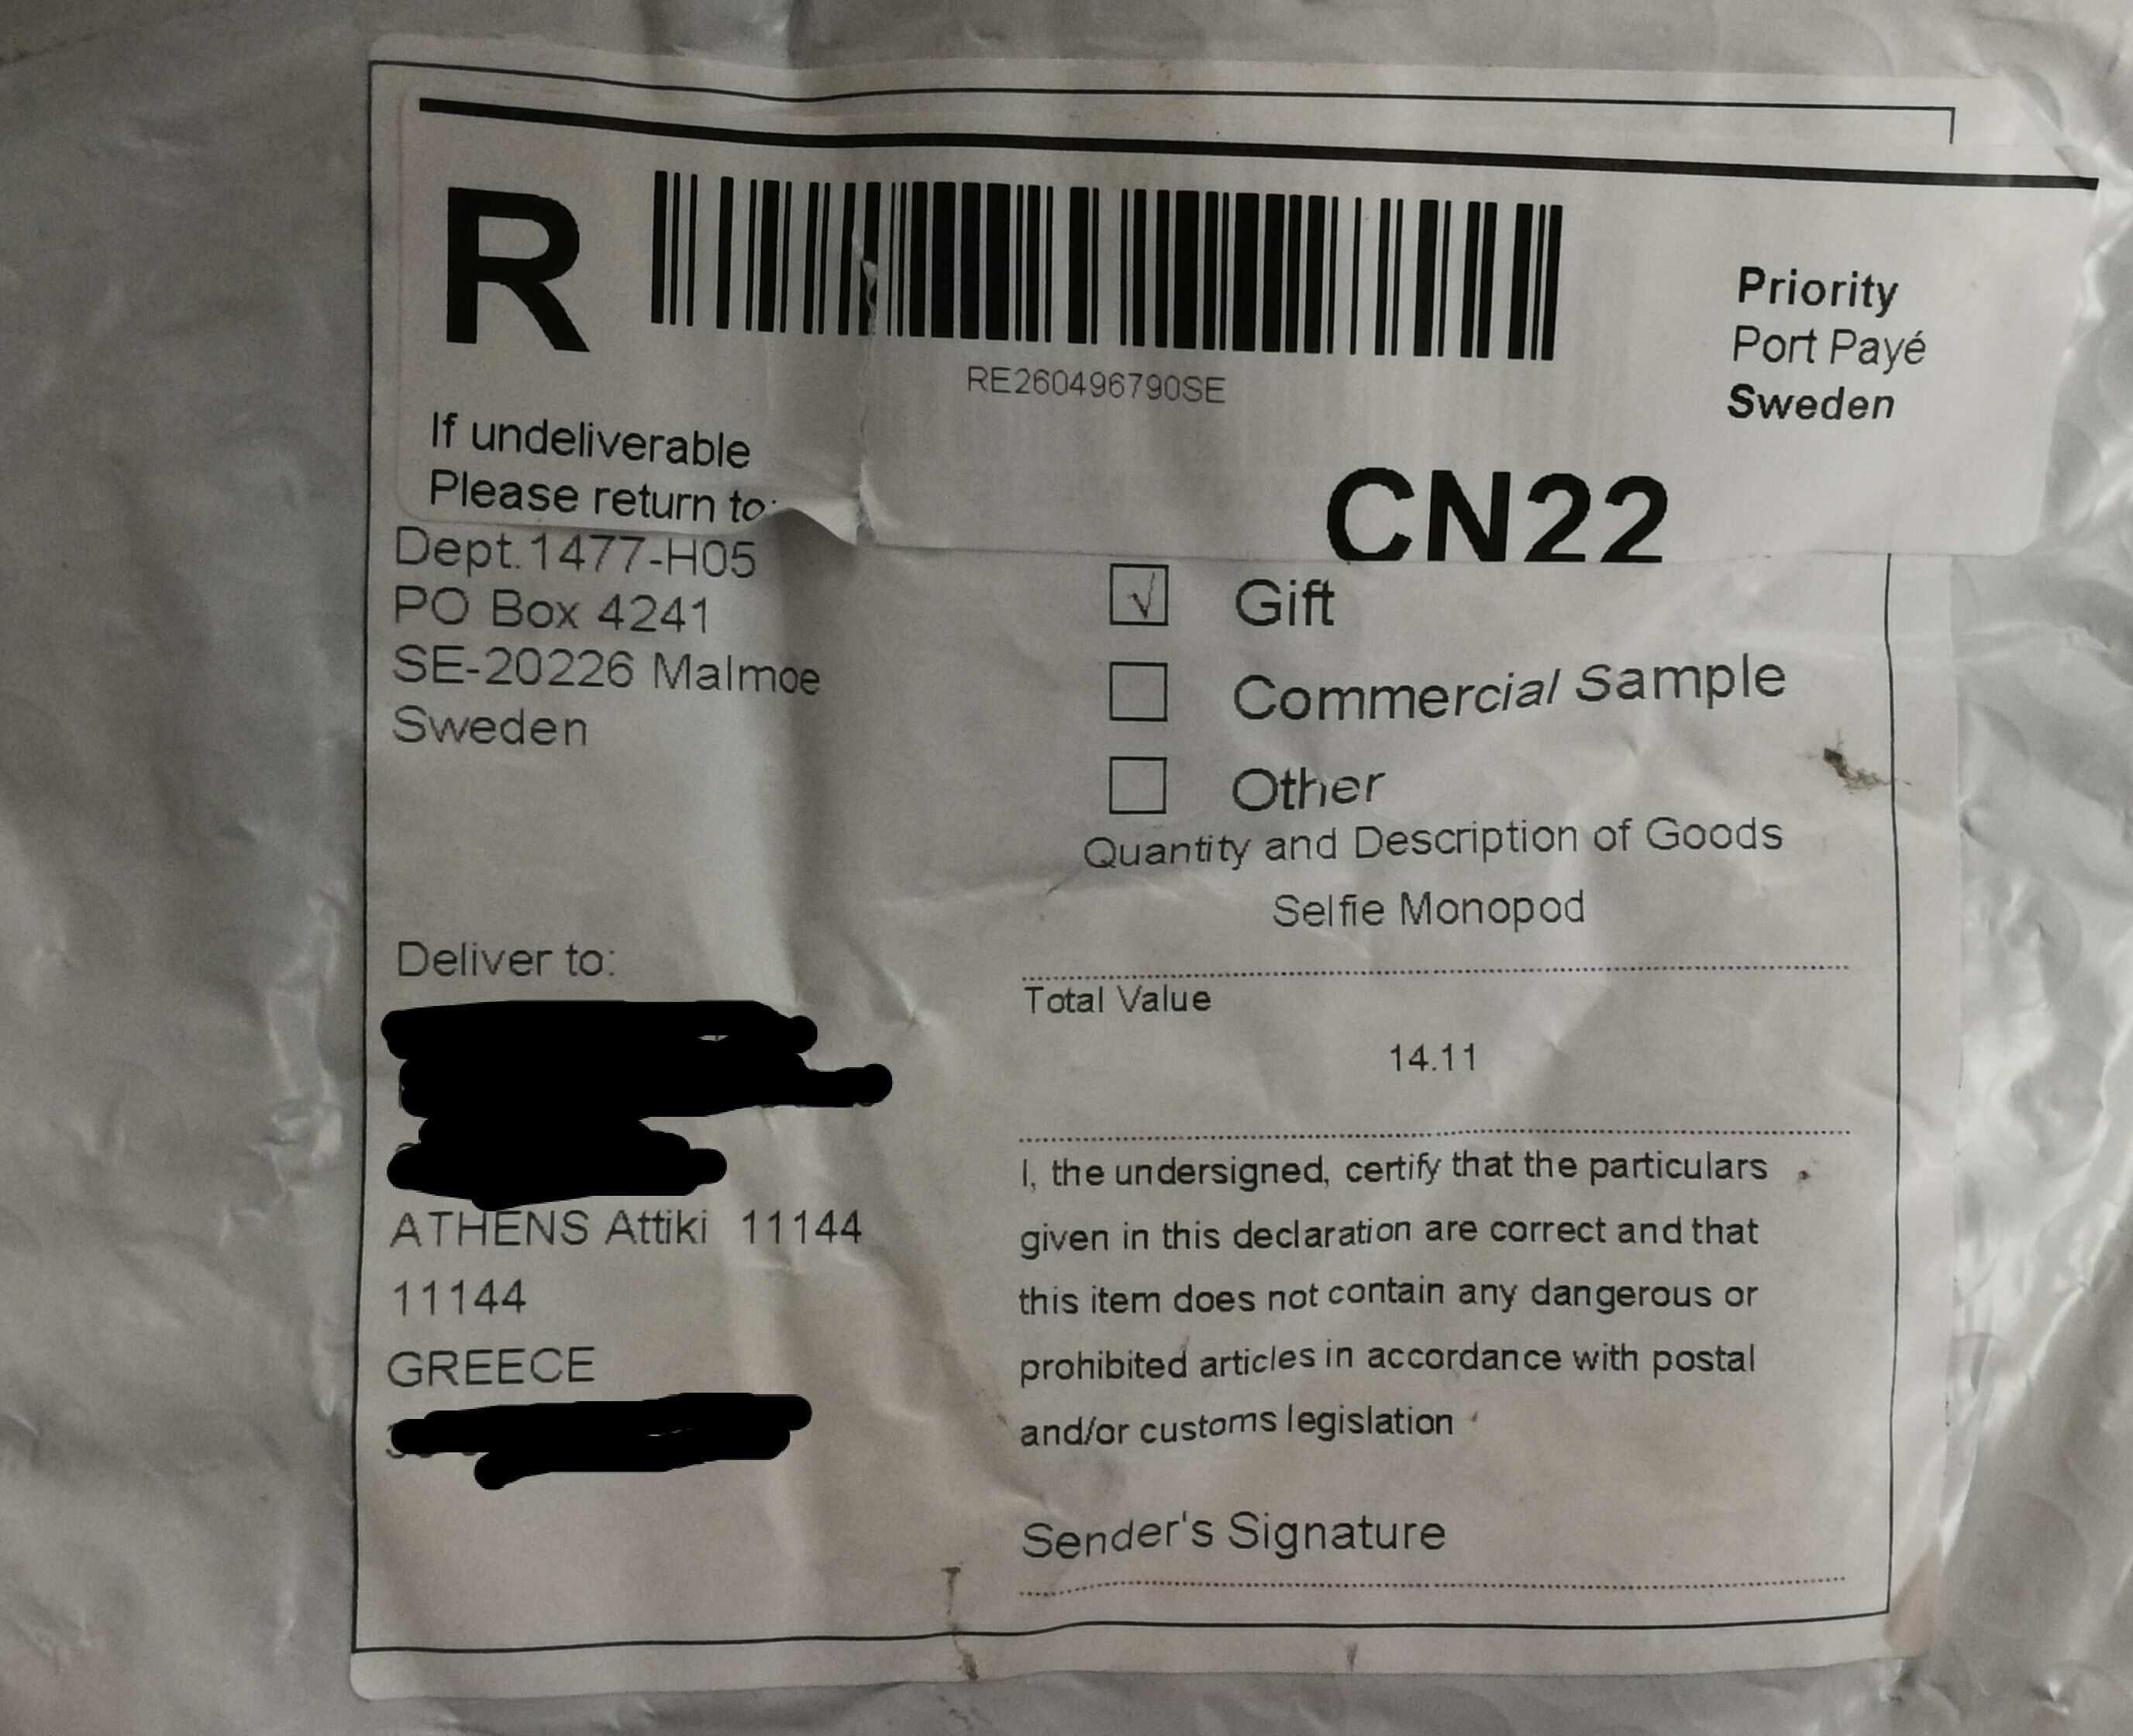 R
RE260496790SE
Priority
Port Payé
Sweden
If undeliverable
Please return to:
Dept.1477-H05
PO Box 4241
SE-20226 Malmoe
Sweden
CN22
√ Gift
Commercial Sample
Other
Quantity and Description of Goods
Selfie Monopod
Total Value
14.11
I, the undersigned, certify that the particulars
given in this declaration are correct and that
this item does not contain any dangerous or
prohibited articles in accordance with postal
and/or customs legislation
Sender's Signature
Deliver to:
ATHENS Attiki 11144
11144
GREECE